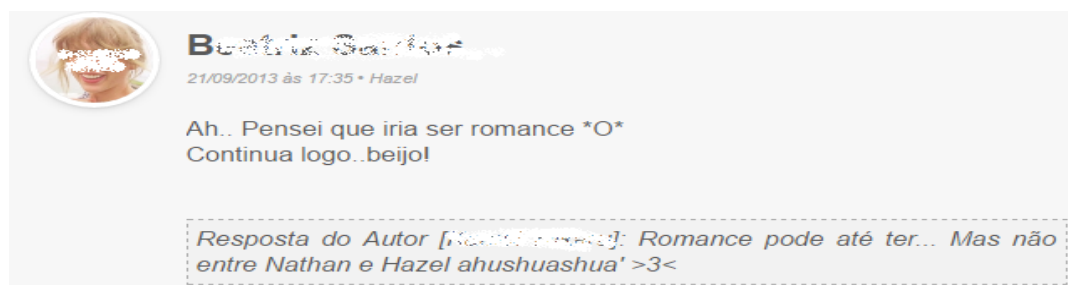 21/09/2013 às 17:35 • Hazel
Ah.. Pensei que iria ser romance *O*
Continua logo..beijo!
Resposta do Autor []: Romance pode até ter... Mas não
entre Nathan e Hazel ahushuashua' >3<